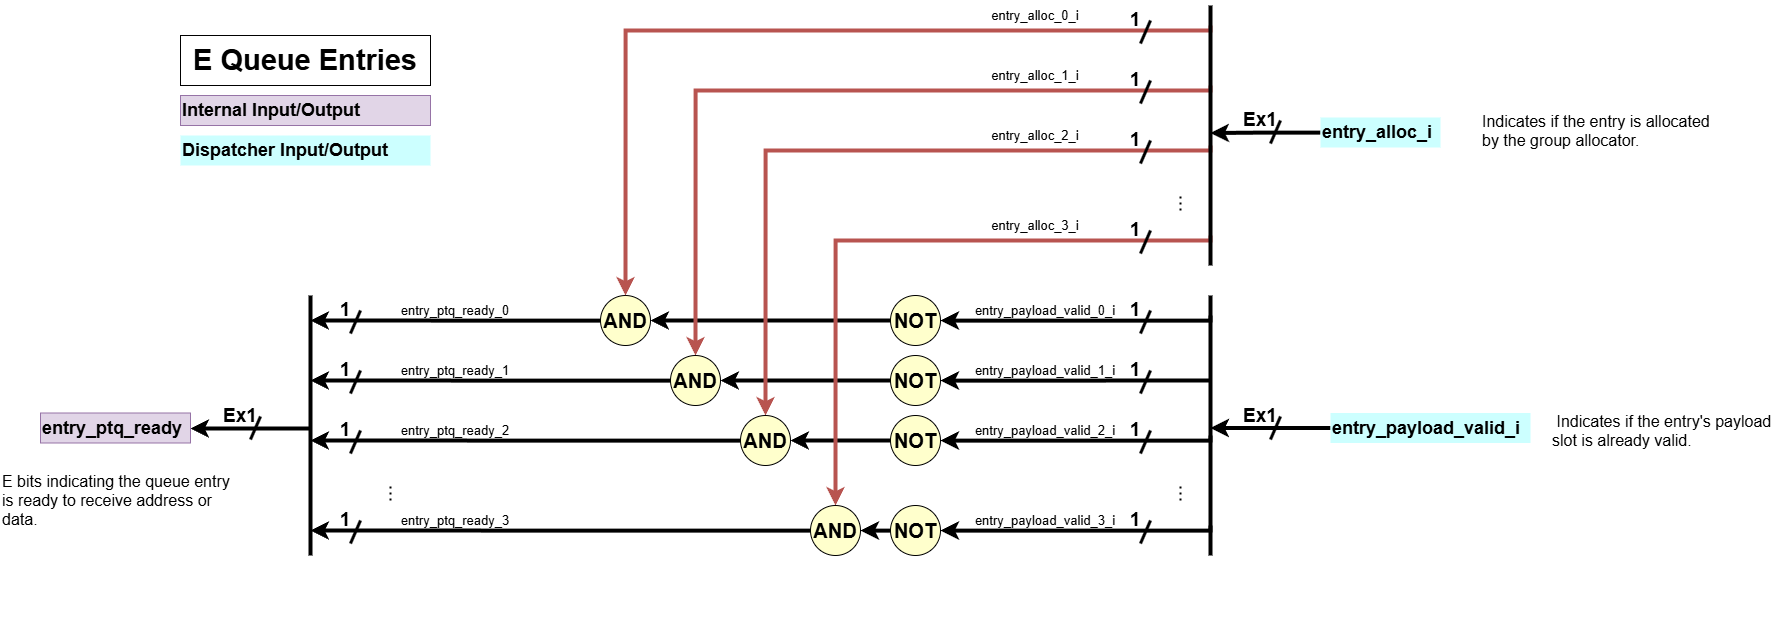 E Queue Entries
Internal Input/Output
Dispatcher Input/Output
entry_alloc_0_i
1
entry_alloc_1_i
1
entry_alloc_2_i
1
⋮
entry_alloc_3_i
1
Ex1
entry_alloc_i
Indicates if the entry is allocated
by the group allocator.
1
entry_ptq_ready_0
AND
NOT
entry_payload_valid_0_i
1
1
entry_ptq_ready_1
AND
NOT
entry_payload_valid_1_i
1
1
entry_ptq_ready_2
AND
NOT
entry_payload_valid_2_i
1
⋮
⋮
1
entry_ptq_ready_3
AND
NOT
entry_payload_valid_3_i
1
Ex1
entry_payload_valid_i
Indicates if the entry's payload
slot is already valid.
Ex1
entry_ptq_ready
E bits indicating the queue entry
is ready to receive address or
data.